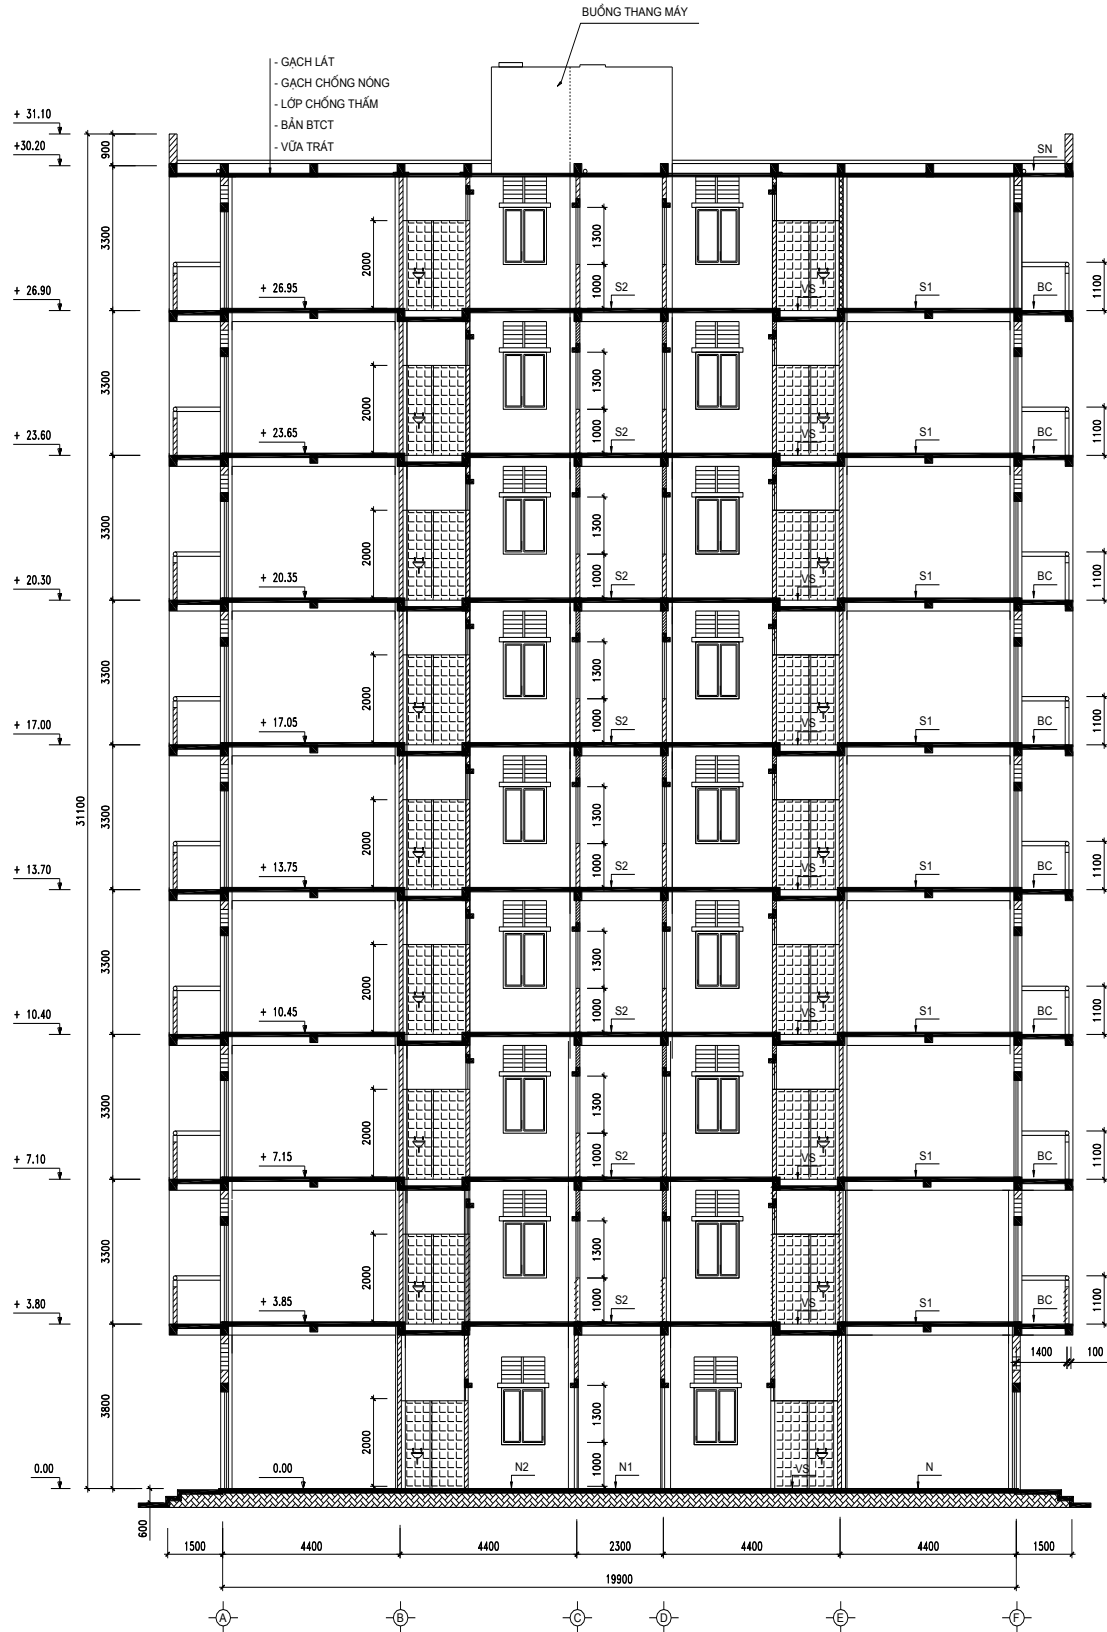 BUỒNG THANG MÁY
- GẠCH LÁT
- GẠCH CHỐNG NÓNG
- LỚP CHỐNG THẤM
- BẢN BTCT
- VỮA TRÁT
+ 31.10
900
+30.20
SN
3300
2000
1300
1000
+ 26.95
S2
VS
S1
BC
1100
+ 26.90
3300
2000
1300
1000
+ 23.65
S2
VS
S1
BC
1100
+ 23.60
3300
2000
1300
1000
+ 20.35
S2
VS
S1
BC
1100
+ 20.30
3300
2000
1300
1000
+ 17.05
S2
VS
S1
BC
1100
+ 17.00
31100
3300
2000
1300
1000
+ 13.75
S2
VS
S1
BC
1100
+ 13.70
3300
2000
1300
1000
+ 10.45
S2
VS
S1
BC
1100
+ 10.40
3300
2000
1300
1000
+ 7.15
S2
VS
S1
BC
1100
+ 7.10
3300
2000
1300
1000
+ 3.85
S2
VS
S1
BC
1100
+ 3.80
1400 100
3800
2000
1300
1000
0.00
0.00
N2
N1
VS
N
600
1500 4400 4400 2300 4400 4400 1500
19900
A B C D E F